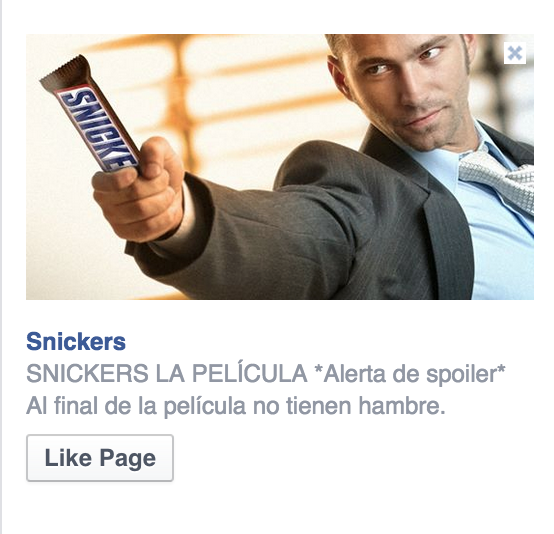 SNICKE
Snickers
SNICKERS LA PELÍCULA *Alerta de spoiler*
Al final de la película no tienen hambre.
Like Page